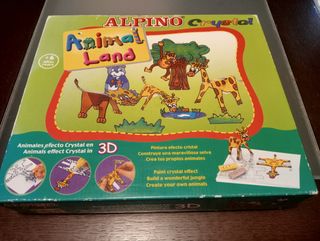 ALPINO Crystal
Animal
Land
Animales efecto Crystal en
Animals effect Crystal in
3D
Pintura efecto cristal
Construye una maravillosa selva
Crea tus propios animales
Paint crystal effect
Build a wonderful jungle
Create your own animals